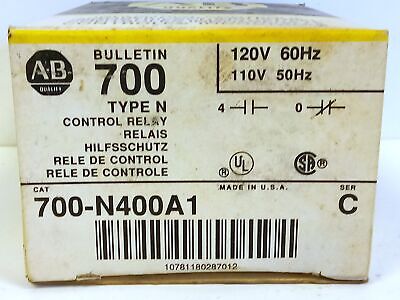 A-B
QUALITY
BULLETIN
700
TYPE N
CONTROL RELAY
RELAIS
HILFSSCHUTZ
RELE DE CONTROL
RELE DE CONTROLE
120V 60Hz
110V 50Hz
4 0
UL ® SA ®
MADE IN U.S.A.
CAT
700-N400A1
SER
C
10781180287012